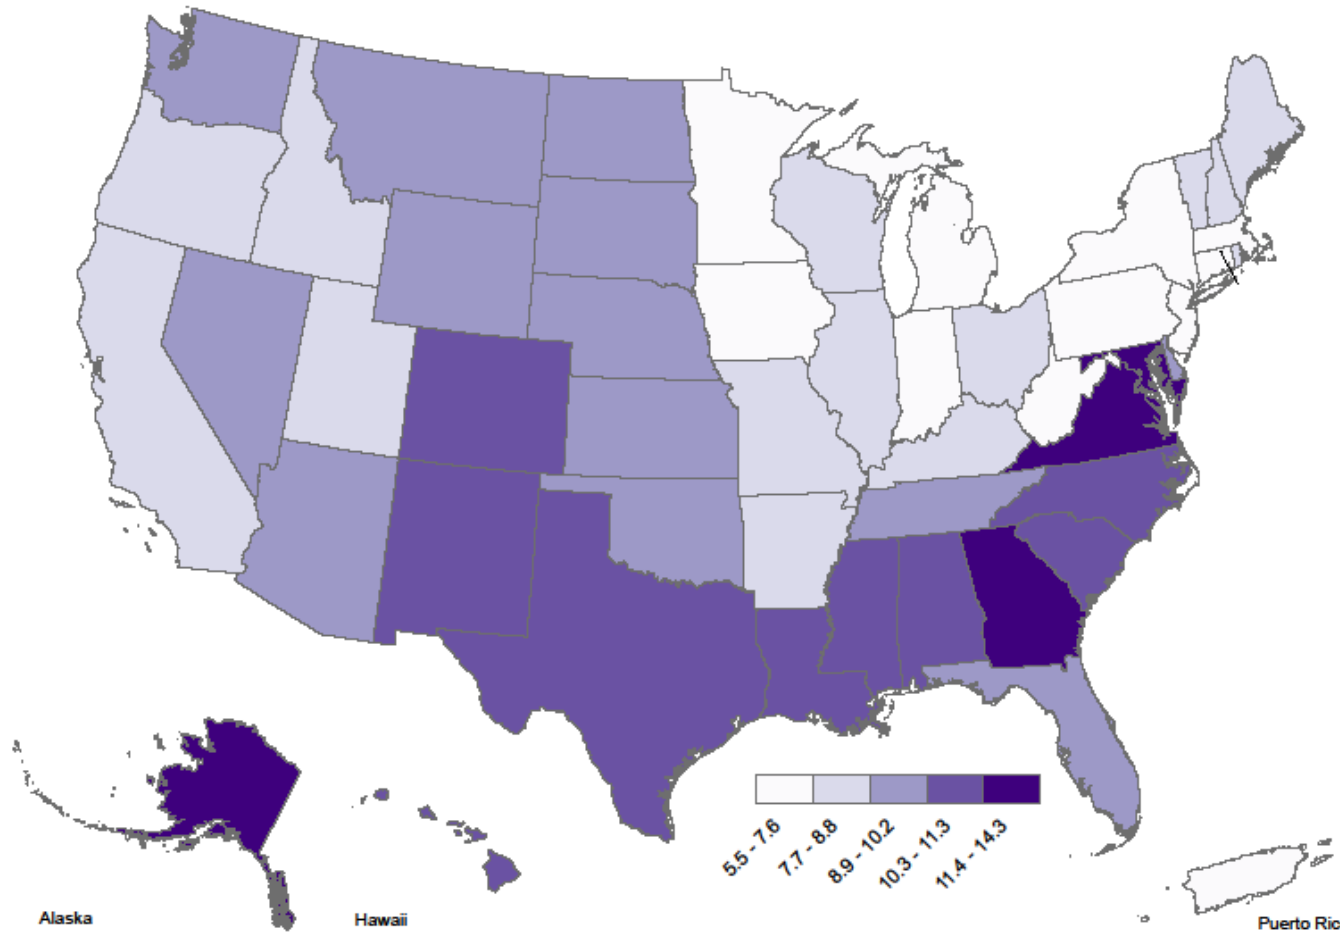 5.5 - 7.6
7.7 - 8.8
8.9 - 10.2
10.3 - 11.3
11.4 - 14.3
Alaska
Hawaii
Puerto Ric